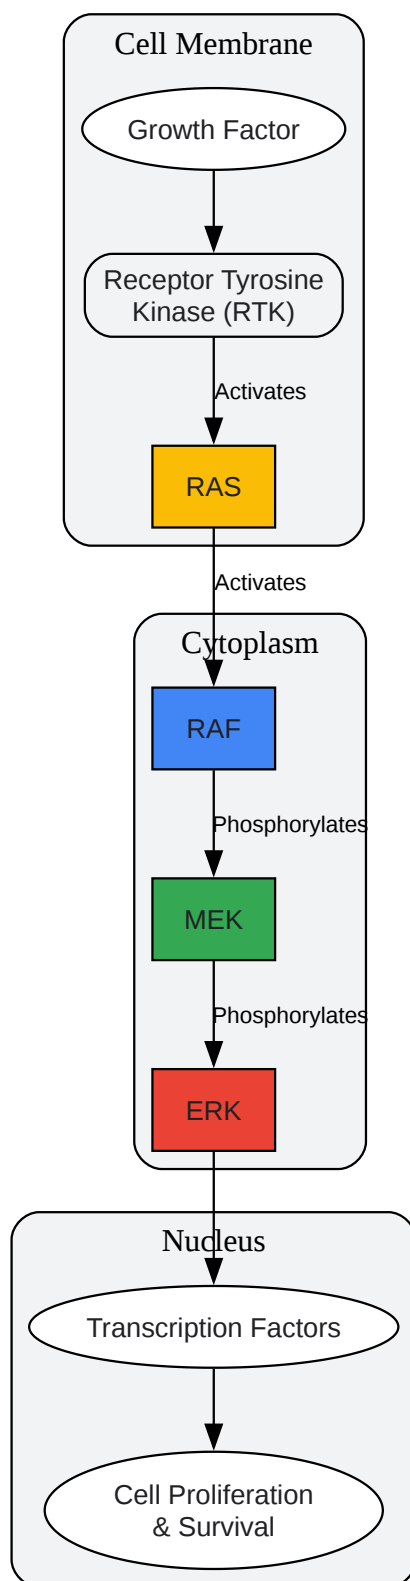 Cell Membrane
Growth Factor
Receptor Tyrosine
Kinase (RTK)
Activates
RAS
Activates
Cytoplasm
RAF
Phosphorylates
MEK
Phosphorylates
ERK
Nucleus
Transcription Factors
Cell Proliferation
& Survival